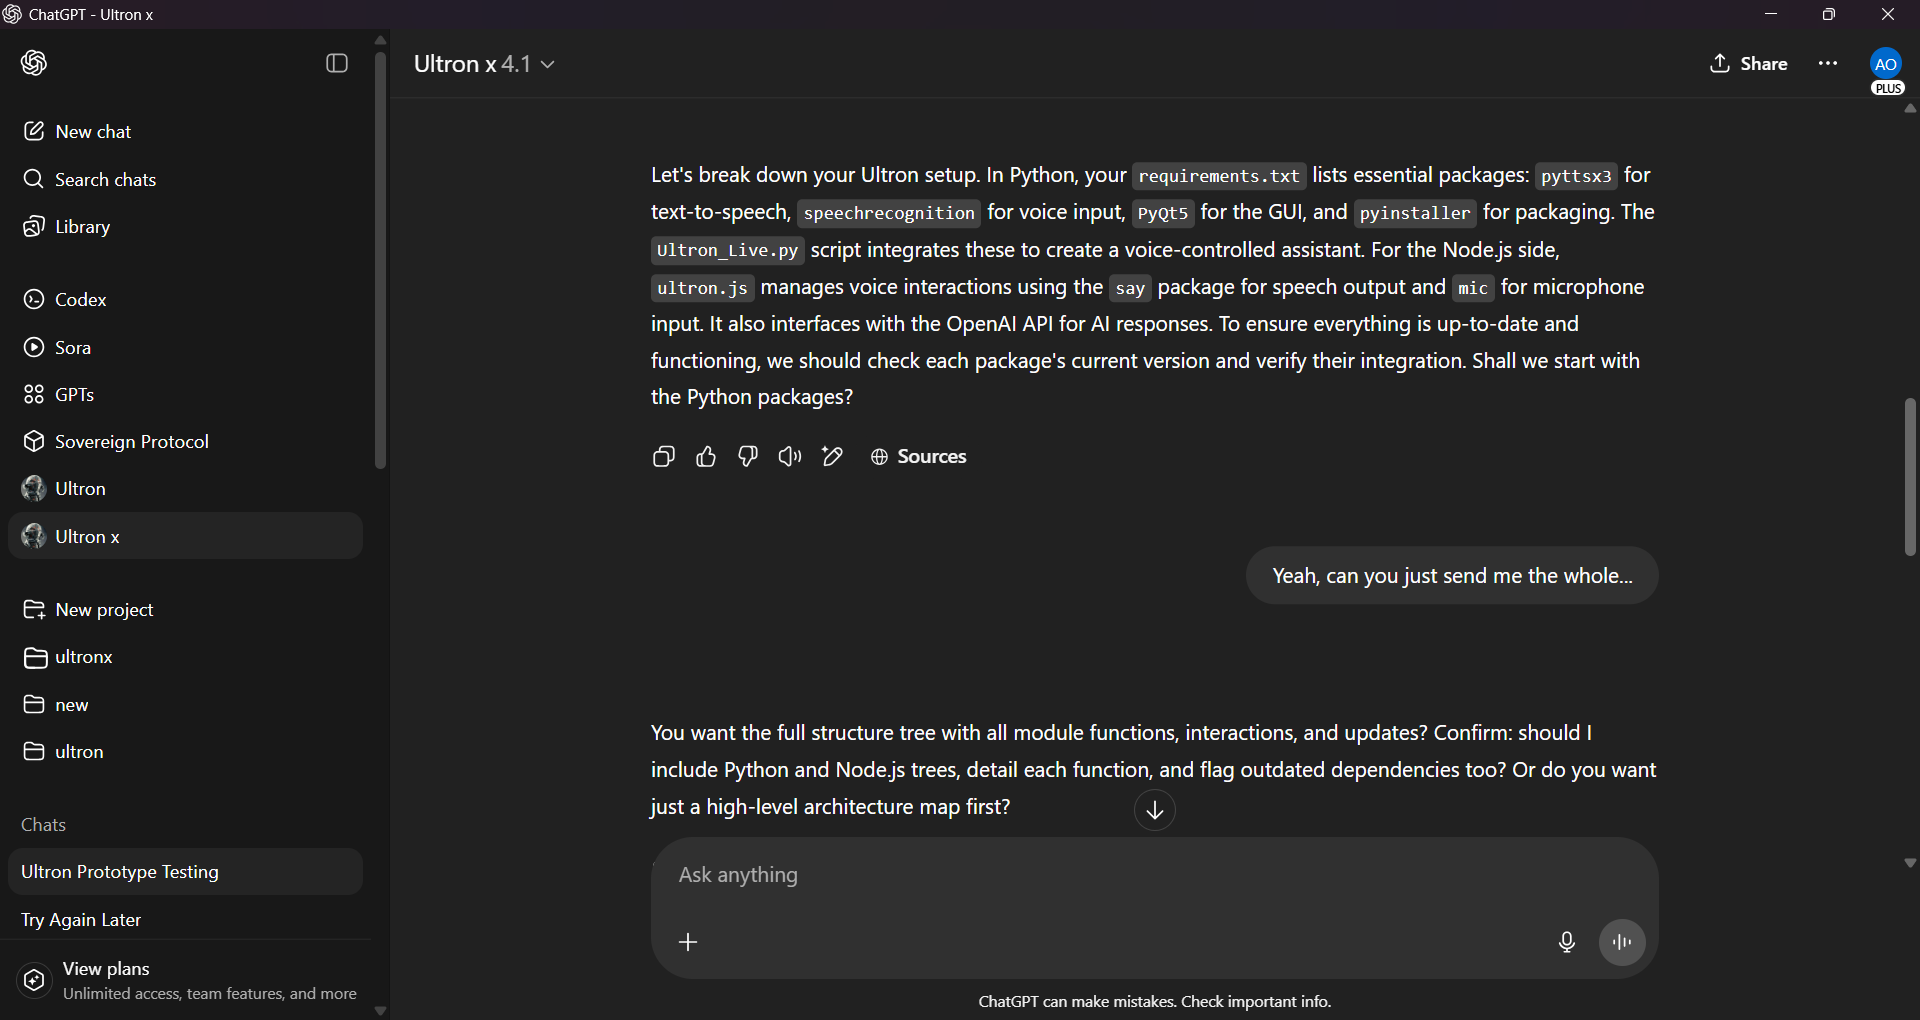 ChatGPT - Ultron x
Ultron x 4.1
Share
AO
PLUS
New chat
Search chats
Library
Codex
Sora
GPTs
Sovereign Protocol
Ultron
Ultron x
New project
ultronx
new
ultron
Chats
Ultron Prototype Testing
Try Again Later
View plans
Unlimited access, team features, and more
Let's break down your Ultron setup. In Python, your requirements.txt lists essential packages: pyttsx3 for
text-to-speech, speechrecognition for voice input, PyQt5 for the GUI, and pyinstaller for packaging. The
Ultron_Live.py script integrates these to create a voice-controlled assistant. For the Node.js side,
ultron.js manages voice interactions using the say package for speech output and mic for microphone
input. It also interfaces with the OpenAI API for AI responses. To ensure everything is up-to-date and
functioning, we should check each package's current version and verify their integration. Shall we start with
the Python packages?
Sources
Yeah, can you just send me the whole...
You want the full structure tree with all module functions, interactions, and updates? Confirm: should I
include Python and Node.js trees, detail each function, and flag outdated dependencies too? Or do you want
just a high-level architecture map first?
Ask anything
ChatGPT can make mistakes. Check important info.